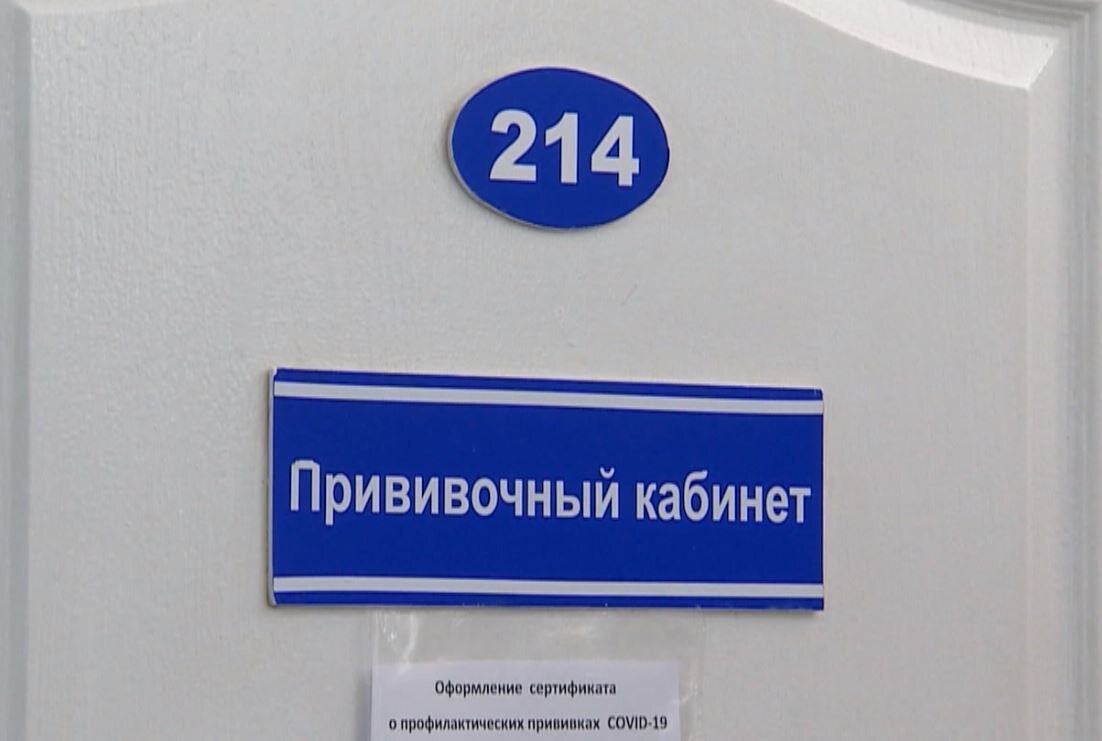 214
Прививочный кабинет
Оформление сертификата
о профилактических прививках COVID-19